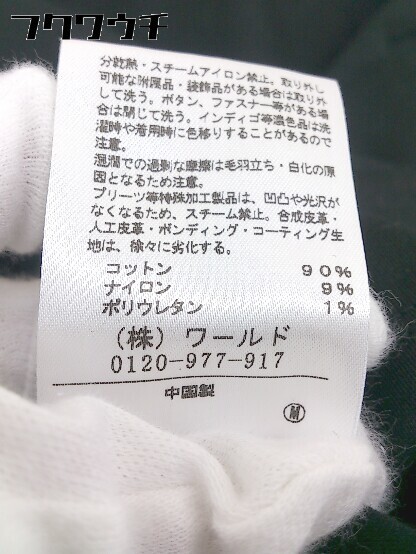 フクワウチ
分乾熱・スチームアイロン禁止。取り外し
可能な附属品・装飾品がある場合は取り外
して洗う。ボタン、ファスナー等がある場
合は閉じて洗う。インディゴ等濃色品は洗
濯時や着用時に色移りすることがあるので
注意。
湿潤での過剰な摩擦は毛羽立ち・白化の原
因となるため注意。
プリーツ等特殊加工製品は、凹凸や光沢が
なくなるため、スチーム禁止。合成皮革・
人工皮革・ボンディング・コーティング生
地は、徐々に劣化する。
コットン 90%
ナイロン 9%
ポリウレタン 1%
(株) ワールド
0120-977-917
中国製
M